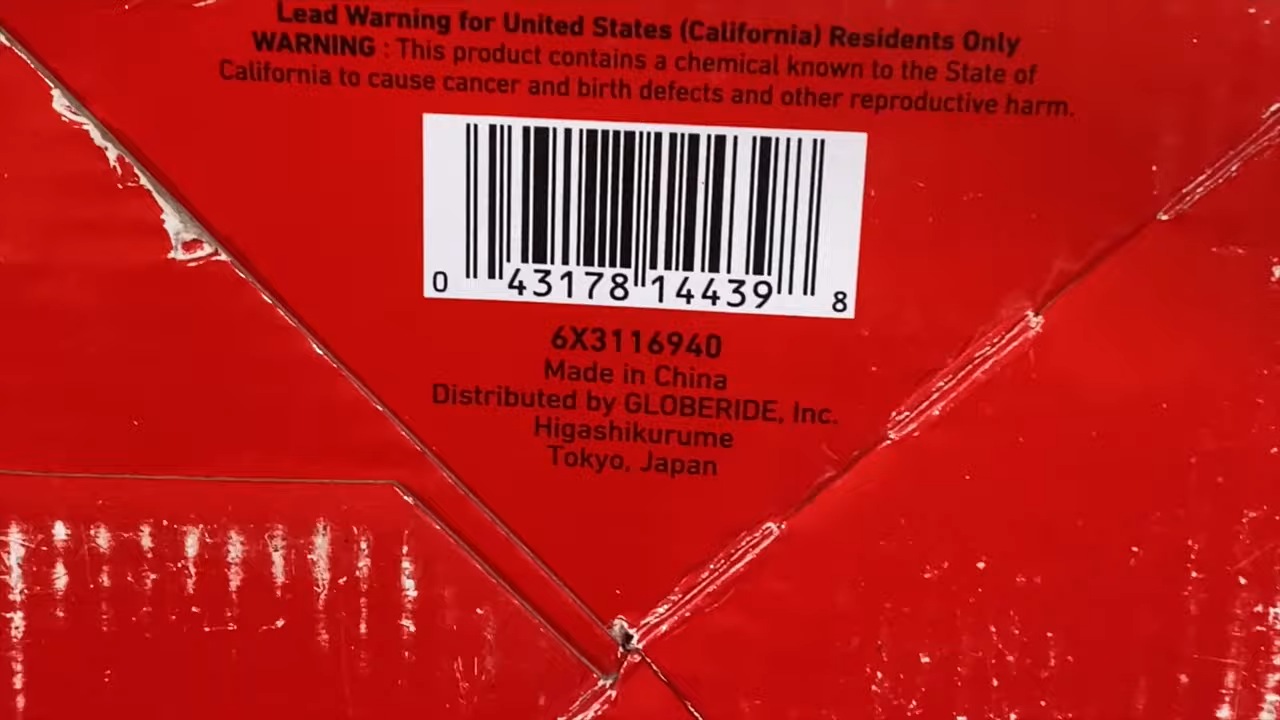 Lead Warning for United States (California) Residents Only
WARNING : This product contains a chemical known to the State of
California to cause cancer and birth defects and other reproductive harm.
0 43178 14439 8
6X3116940
Made in China
Distributed by GLOBERIDE, Inc.
Higashikurume
Tokyo, Japan